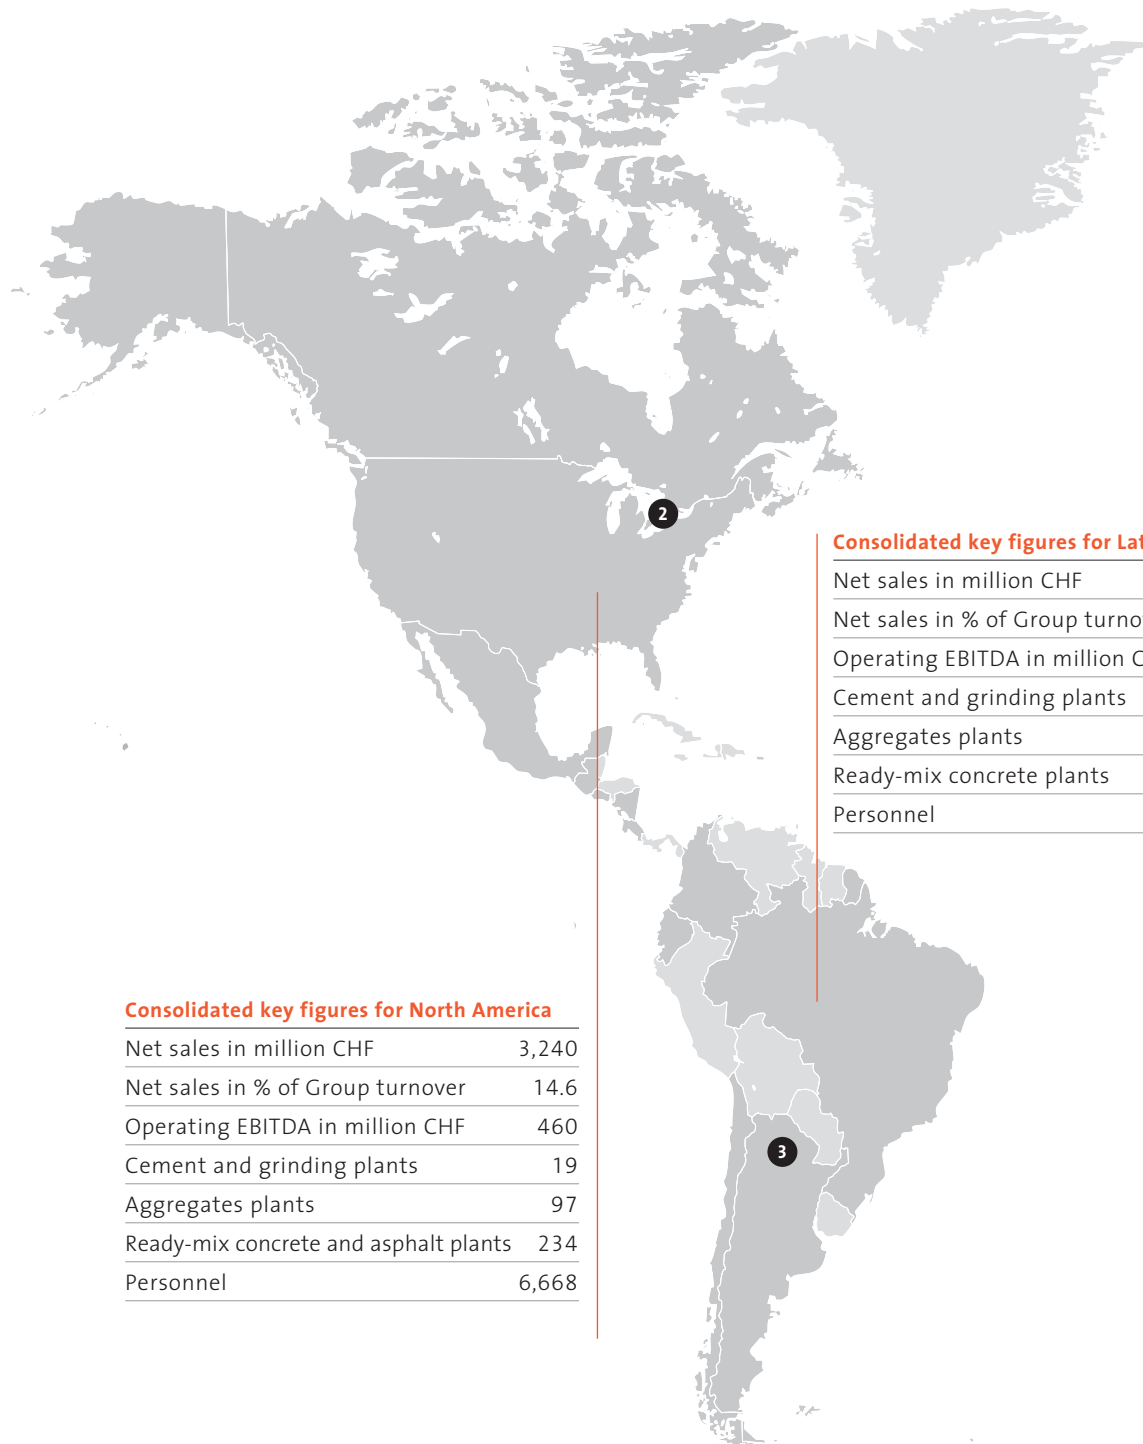 2
Consolidated key figures for
Net sales in million CHF
Net sales in % of Group
Operating EBITDA in million
Cement and grinding plants
Aggregates plants
Ready-mix concrete plants
Personnel
Consolidated key figures for North America
Net sales in million CHF 3,240
Net sales in % of Group turnover 14.6
Operating EBITDA in million CHF 460
Cement and grinding plants 19
Aggregates plants 97
Ready-mix concrete and asphalt plants 234
Personnel 6,668
3